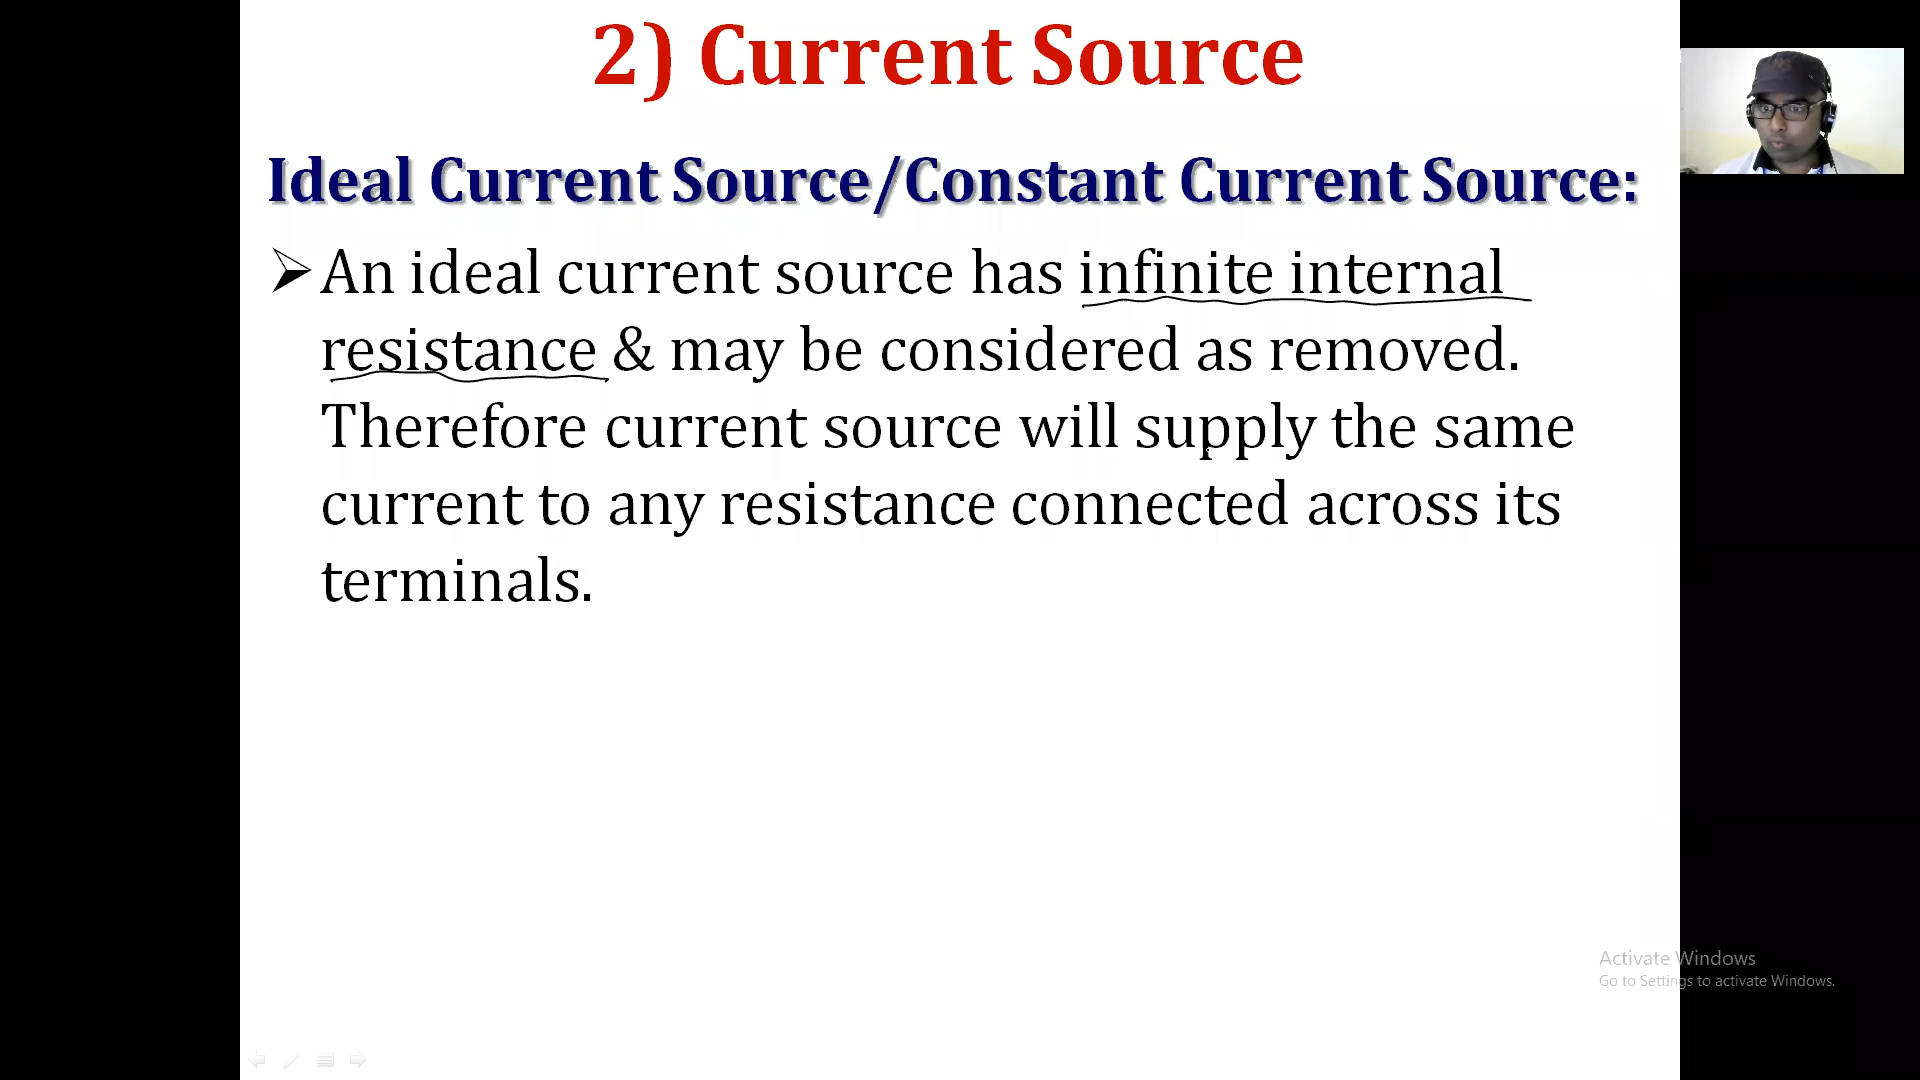 2) Current Source
Ideal Current Source/Constant Current Source:
An ideal current source has infinite internal
resistance & may be considered as removed.
Therefore current source will supply the same
current to any resistance connected across its
terminals.
Activate Windows
Go to Settings to activate Windows.